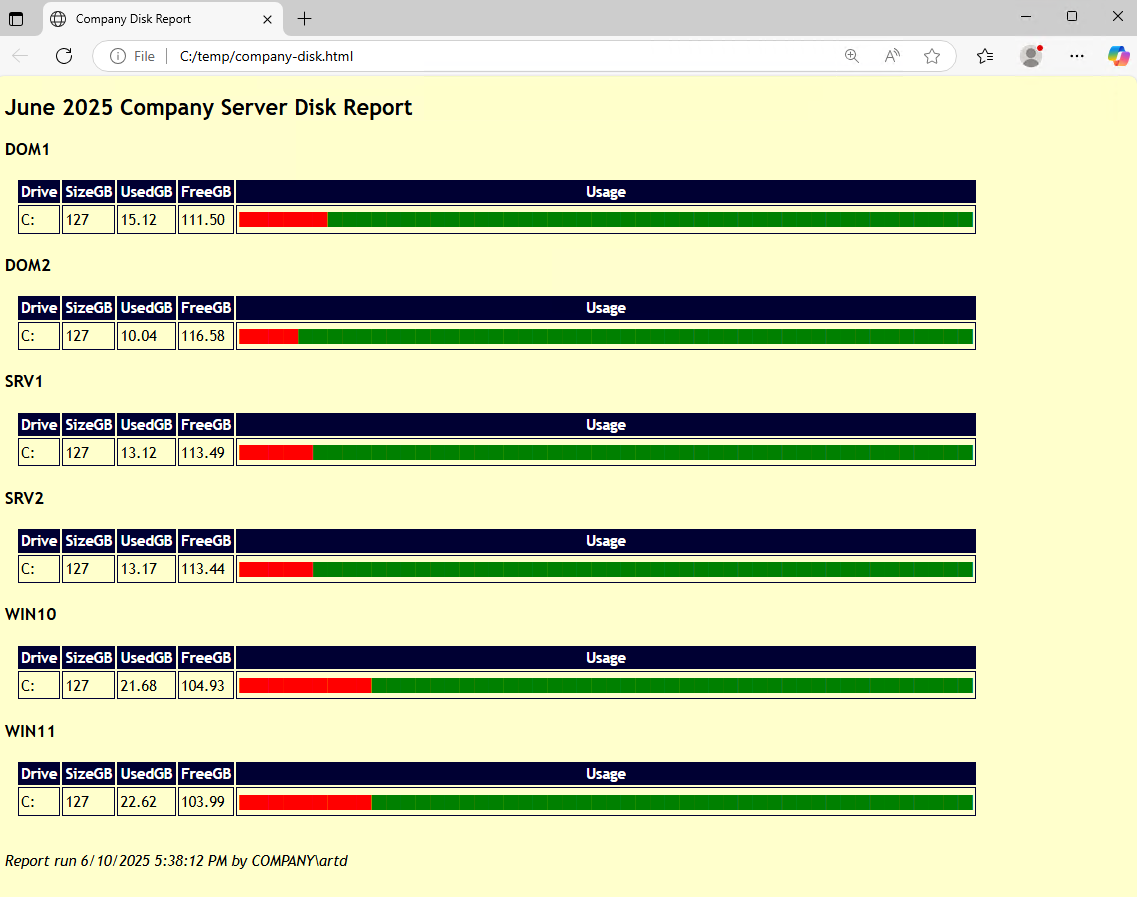 Company Disk Report
File C:/temp/company-disk.html
June 2025 Company Server Disk Report
DOM1
Drive SizeGB UsedGB FreeGB Usage
C: 127 15.12 111.50
DOM2
Drive SizeGB UsedGB FreeGB Usage
C: 127 10.04 116.58
SRV1
Drive SizeGB UsedGB FreeGB Usage
C: 127 13.12 113.49
SRV2
Drive SizeGB UsedGB FreeGB Usage
C: 127 13.17 113.44
WIN10
Drive SizeGB UsedGB FreeGB Usage
C: 127 21.68 104.93
WIN11
Drive SizeGB UsedGB FreeGB Usage
C: 127 22.62 103.99
Report run 6/10/2025 5:38:12 PM by COMPANY\artd